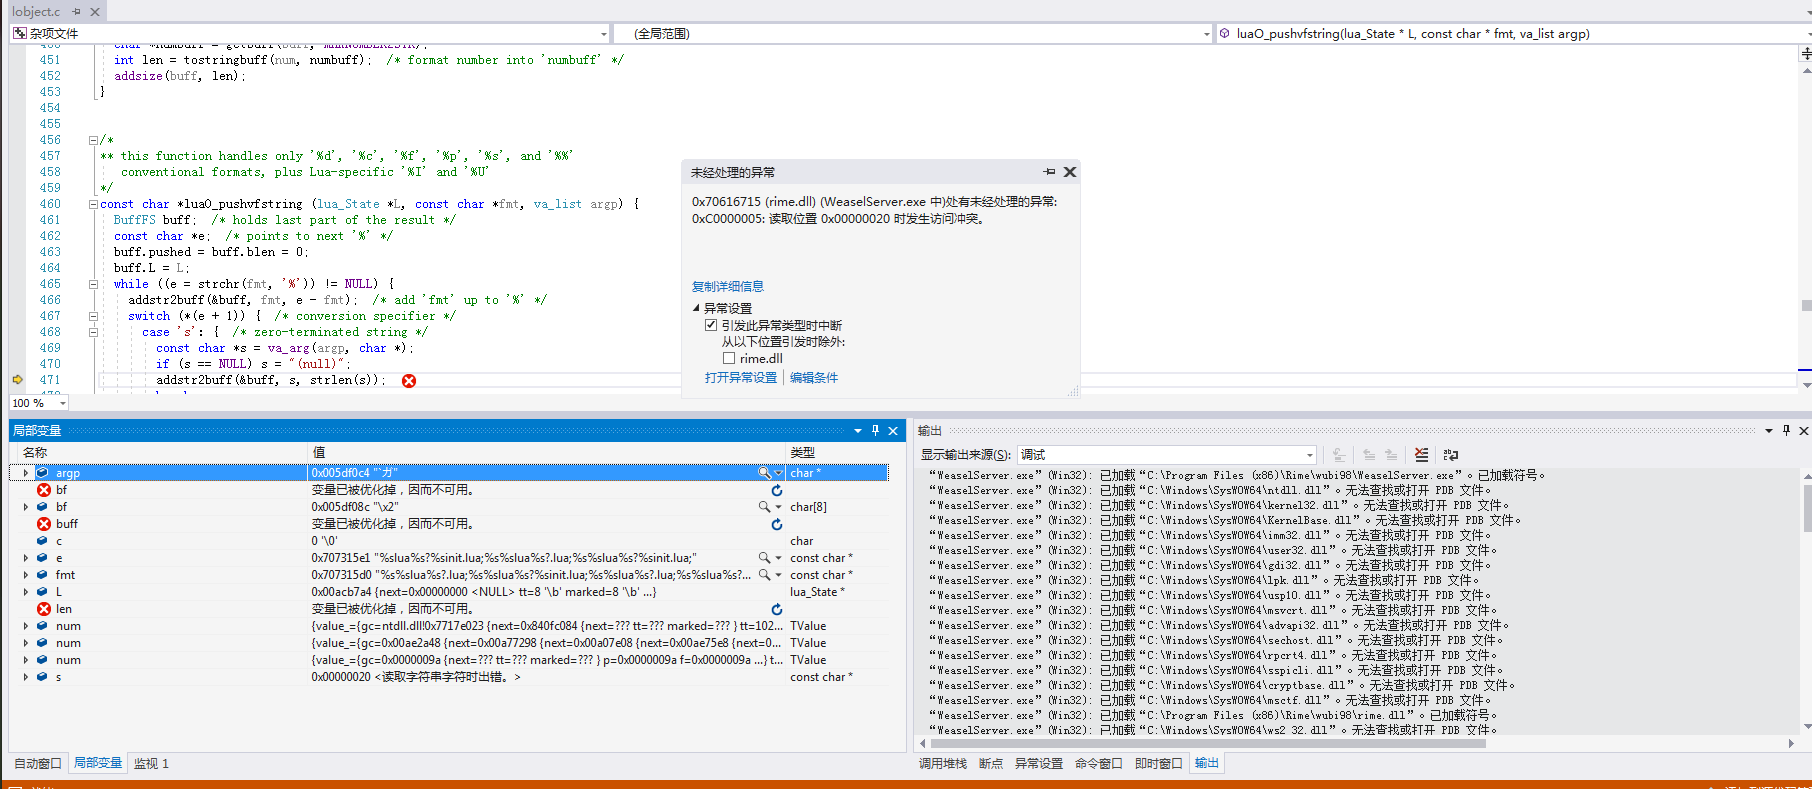 lobject.c
杂项文件
(全局范围)
luaO_pushvfstring(lua_State * L, const char * fmt, va_list argp)
451 int len = tostringbuff(num, numbuff);  /* format number into 'numbuff' */
452 addsize(buff, len);
453 }
454
455
456 /*
457 ** this function handles only '%d', '%c', '%f', '%p', '%s', and '%%'
458 conventional formats, plus Lua-specific '%I' and '%U'
459 */
460 const char *luaO_pushvfstring (lua_State *L, const char *fmt, va_list argp) {
461 BuffFS buff;  /* holds last part of the result */
462 const char *e;  /* points to next '%' */
463 buff.pushed = buff.blen = 0;
464 buff.L = L;
465 while ((e = strchr(fmt, '%')) != NULL) {
466 addstr2buff(&buff, fmt, e - fmt);  /* add 'fmt' up to '%' */
467 switch (*(e + 1)) {  /* conversion specifier */
468 case 's': {  /* zero-terminated string */
469 const char *s = va_arg(argp, char *);
470 if (s == NULL) s = "(null)";
471 addstr2buff(&buff, s, strlen(s));
100 %
未经处理的异常
0x70616715 (rime.dll) (WeaselServer.exe 中)处有未经处理的异常:
0xC0000005: 读取位置 0x00000020 时发生访问冲突。
复制详细信息
异常设置
引发此异常类型时中断
从以下位置引发时除外:
rime.dll
打开异常设置 编辑条件
局部变量
名称 值 类型
argp 0x005df0c4 "`ガ" char *
bf 变量已被优化掉，因而不可用。
bf 0x005df08c "\x2" char[8]
buff 变量已被优化掉，因而不可用。
c 0 '\0' char
e 0x707315e1 "%slua%s?%sinit.lua;%s%slua%s?.lua;%s%slua%s?%sinit.lua;" const char *
fmt 0x707315d0 "%s%slua%s?.lua;%s%slua%s?%sinit.lua;%s%slua%s?.lua;%s%slua%s?... const char *
L 0x00acb7a4 {next=0x00000000 <NULL> tt=8 '\b' marked=8 '\b' ...} lua_State *
len 变量已被优化掉，因而不可用。
num {value_={gc=ntdll.dll!0x7717e023 {next=0x840fc084 {next=??? tt=??? marked=??? } tt=102... TValue
num {value_={gc=0x00ae2a48 {next=0x00a77298 {next=0x00a07e08 {next=0x00ae75e8 {next=0... TValue
num {value_={gc=0x0000009a {next=??? tt=??? marked=??? } p=0x0000009a f=0x0000009a ...} t... TValue
s 0x00000020 <读取字符串字符时出错。> const char *
自动窗口 局部变量 监视 1
输出
显示输出来源(S): 调试
“WeaselServer.exe”(Win32): 已加载“C:\Program Files (x86)\Rime\wubi98\WeaselServer.exe”。已加载符号。
“WeaselServer.exe”(Win32): 已加载“C:\Windows\SysWOW64\ntdll.dll”。无法查找或打开 PDB 文件。
“WeaselServer.exe”(Win32): 已加载“C:\Windows\SysWOW64\kernel32.dll”。无法查找或打开 PDB 文件。
“WeaselServer.exe”(Win32): 已加载“C:\Windows\SysWOW64\KernelBase.dll”。无法查找或打开 PDB 文件。
“WeaselServer.exe”(Win32): 已加载“C:\Windows\SysWOW64\imm32.dll”。无法查找或打开 PDB 文件。
“WeaselServer.exe”(Win32): 已加载“C:\Windows\SysWOW64\user32.dll”。无法查找或打开 PDB 文件。
“WeaselServer.exe”(Win32): 已加载“C:\Windows\SysWOW64\gdi32.dll”。无法查找或打开 PDB 文件。
“WeaselServer.exe”(Win32): 已加载“C:\Windows\SysWOW64\lpk.dll”。无法查找或打开 PDB 文件。
“WeaselServer.exe”(Win32): 已加载“C:\Windows\SysWOW64\usp10.dll”。无法查找或打开 PDB 文件。
“WeaselServer.exe”(Win32): 已加载“C:\Windows\SysWOW64\msvcrt.dll”。无法查找或打开 PDB 文件。
“WeaselServer.exe”(Win32): 已加载“C:\Windows\SysWOW64\advapi32.dll”。无法查找或打开 PDB 文件。
“WeaselServer.exe”(Win32): 已加载“C:\Windows\SysWOW64\sechost.dll”。无法查找或打开 PDB 文件。
“WeaselServer.exe”(Win32): 已加载“C:\Windows\SysWOW64\rpcrt4.dll”。无法查找或打开 PDB 文件。
“WeaselServer.exe”(Win32): 已加载“C:\Windows\SysWOW64\sspicli.dll”。无法查找或打开 PDB 文件。
“WeaselServer.exe”(Win32): 已加载“C:\Windows\SysWOW64\cryptbase.dll”。无法查找或打开 PDB 文件。
“WeaselServer.exe”(Win32): 已加载“C:\Windows\SysWOW64\msctf.dll”。无法查找或打开 PDB 文件。
“WeaselServer.exe”(Win32): 已加载“C:\Program Files (x86)\Rime\wubi98\rime.dll”。已加载符号。
“WeaselServer.exe”(Win32): 已加载“C:\Windows\SysWOW64\ws2_32.dll”。无法查找或打开 PDB 文件。
调用堆栈 断点 异常设置 命令窗口 即时窗口 输出